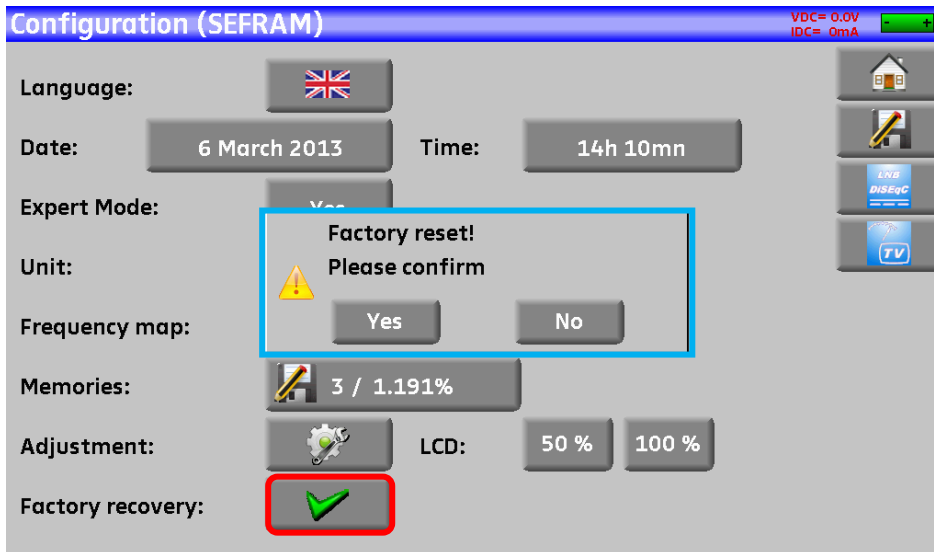 Configuration (SEFRAM)
VDC= 0.0V
IDC= 0mA
- +
Language:
Date: 6 March 2013 Time: 14h 10mn
LNB
DiSEqC
Expert Mode: Yes
Factory reset!
Unit: Please confirm
TV
Frequency map: Yes No
Memories: 3 / 1.191%
Adjustment: LCD: 50 % 100 %
Factory recovery: